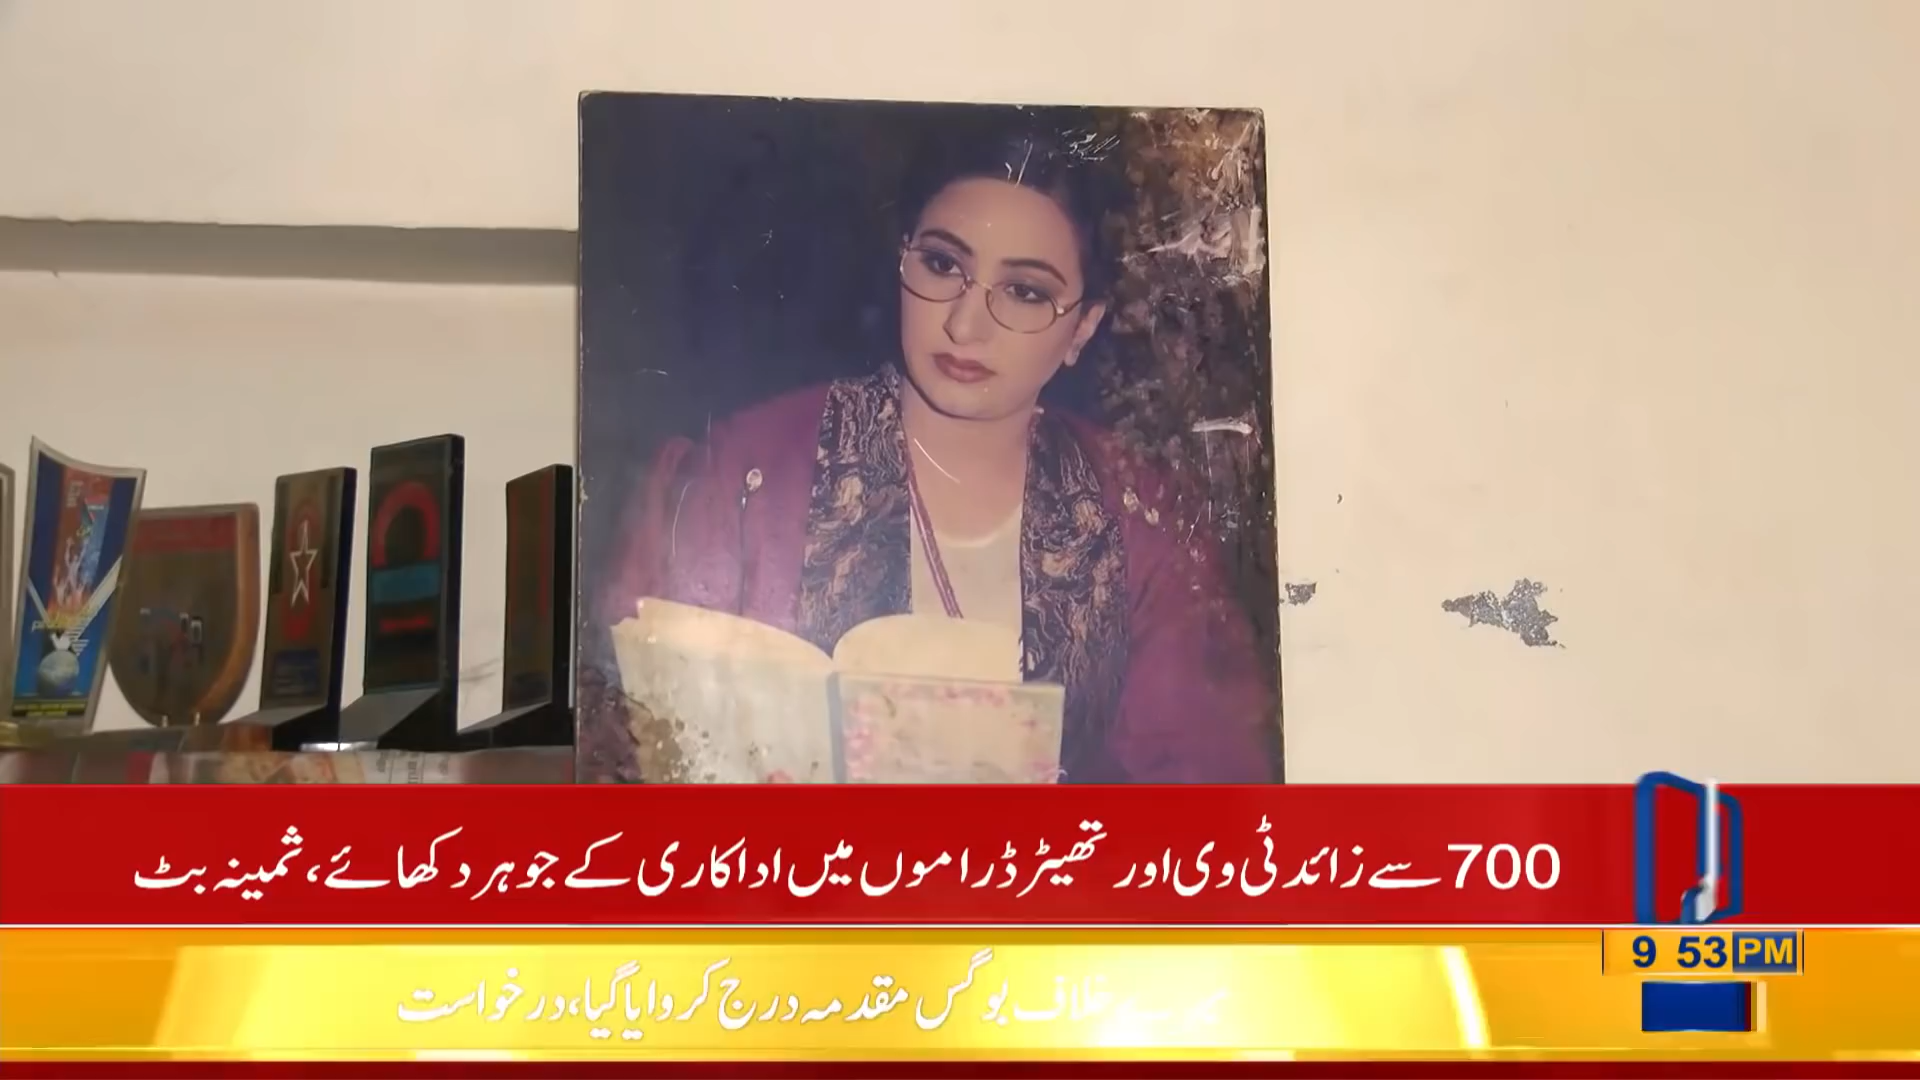 700 سے زائد ٹی وی اور تھیٹر ڈراموں میں اداکاری کے جوہر دکھائے، ثمینہ بٹ
9 53 PM
خلاف بوگس مقدمہ درج کروایا گیا، درخواست